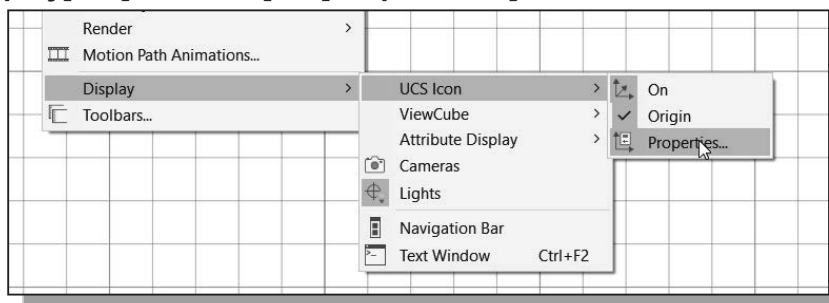 Render >
Motion Path Animations...
Display >
Toolbars...
UCS Icon >
ViewCube >
Attribute Display >
Cameras
Lights
Navigation Bar
Text Window Ctrl+F2
On
Origin
Properties...